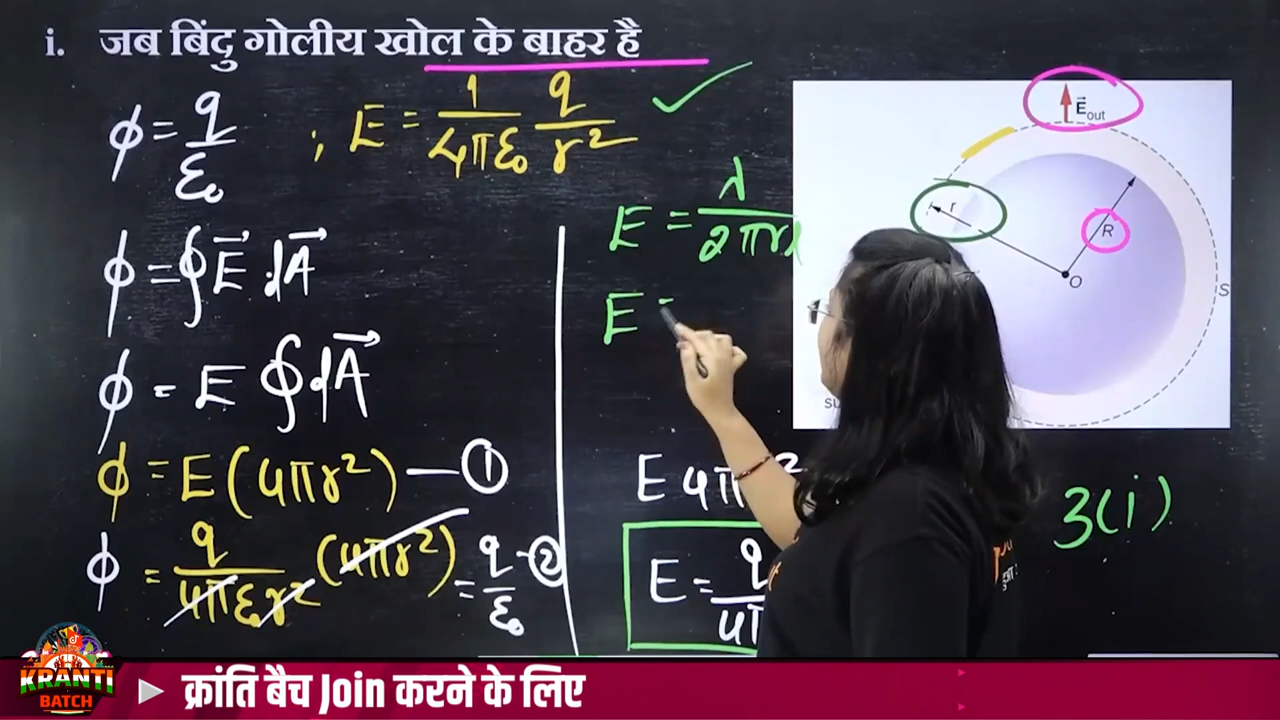 i. जब बिंदु गोलीय खोल के बाहर है
ϕ = q/ε₀ ; E = 1/4πε₀ q/r²
ϕ = ∮ E⃗ . dA⃗
ϕ = E ∮ dA⃗
ϕ = E (4πr²) — ①
ϕ = q/4πε₀r² (4πr²) = q/ε₀ - ②
E = λ/2πr
E =
E 4π
E = q/4π
E⃗out
r
R
O
S
su
3(i)
KRANTI
BATCH
क्रांति बैच Join करने के लिए